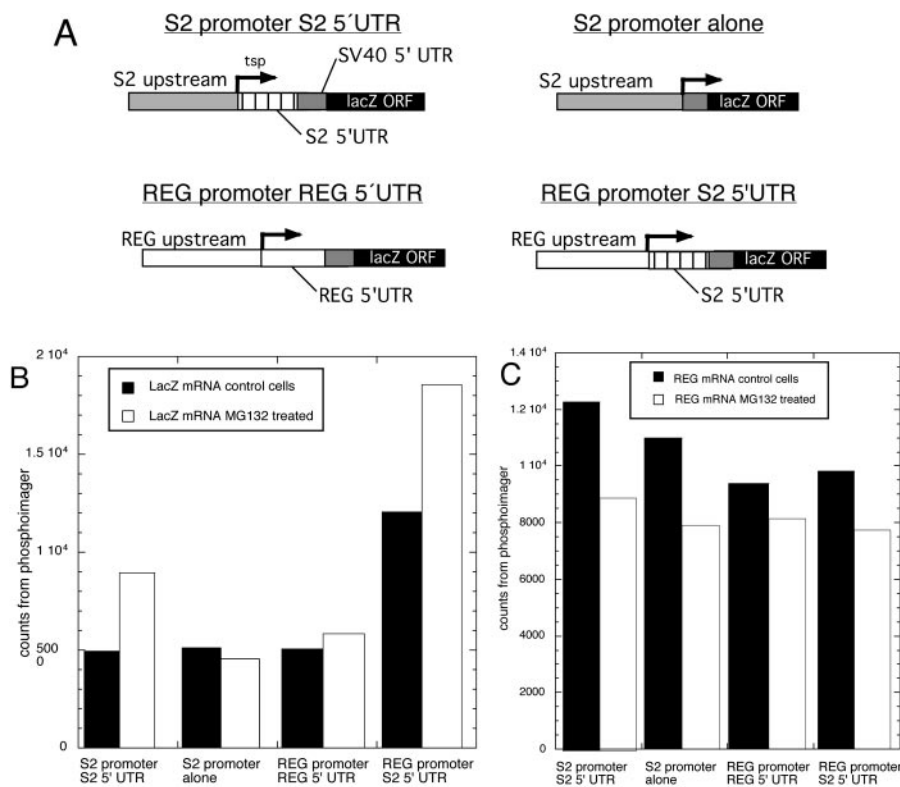 A
S2 promoter S2 5´UTR
S2 promoter alone
tsp
SV40 5' UTR
S2 upstream
lacZ ORF
S2 5'UTR
S2 upstream
lacZ ORF
REG promoter REG 5´UTR
REG promoter S2 5'UTR
REG upstream
lacZ ORF
REG 5'UTR
REG upstream
lacZ ORF
S2 5'UTR
B
LacZ mRNA control cells
LacZ mRNA MG132 treated
counts from phosphoimager
2 10⁴
1.5 10⁴
1 10⁴
500
0
0
S2 promoter
S2 5' UTR
S2 promoter
alone
REG promoter
REG 5' UTR
REG promoter
S2 5' UTR
C
REG mRNA control cells
REG mRNA MG132 treated
counts from phosphoimager
1.4 10⁴
1.2 10⁴
1 10⁴
8000
6000
4000
2000
0
S2 promoter
S2 5' UTR
S2 promoter
alone
REG promoter
REG 5' UTR
REG promoter
S2 5' UTR